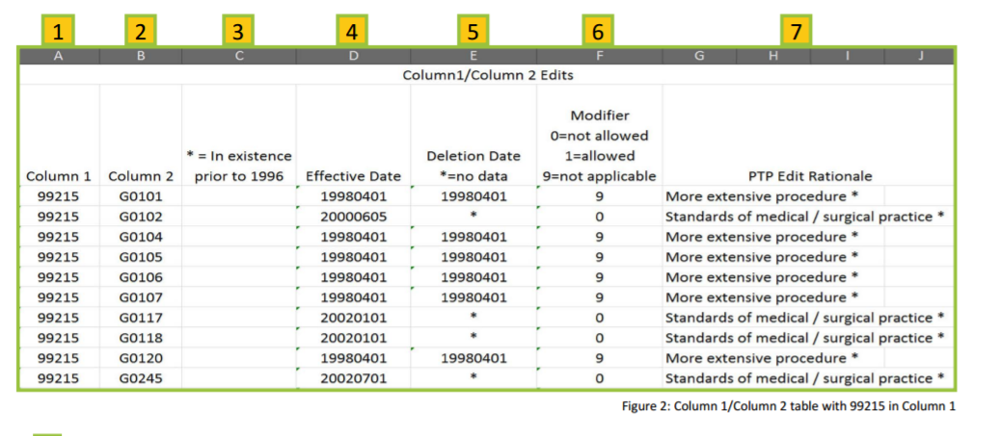 1 2 3 4 5 6 7
A B C D E F G H I J
Column1/Column 2 Edits
Modifier
0=not allowed
* = In existence Deletion Date 1=allowed
Column 1 Column 2 prior to 1996 Effective Date *=no data 9=not applicable PTP Edit Rationale
99215 G0101 19980401 19980401 9 More extensive procedure *
99215 G0102 20000605 * 0 Standards of medical / surgical practice *
99215 G0104 19980401 19980401 9 More extensive procedure *
99215 G0105 19980401 19980401 9 More extensive procedure *
99215 G0106 19980401 19980401 9 More extensive procedure *
99215 G0107 19980401 19980401 9 More extensive procedure *
99215 G0117 20020101 * 0 Standards of medical / surgical practice *
99215 G0118 20020101 * 0 Standards of medical / surgical practice *
99215 G0120 19980401 19980401 9 More extensive procedure *
99215 G0245 20020701 * 0 Standards of medical / surgical practice *
Figure 2: Column 1/Column 2 table with 99215 in Column 1